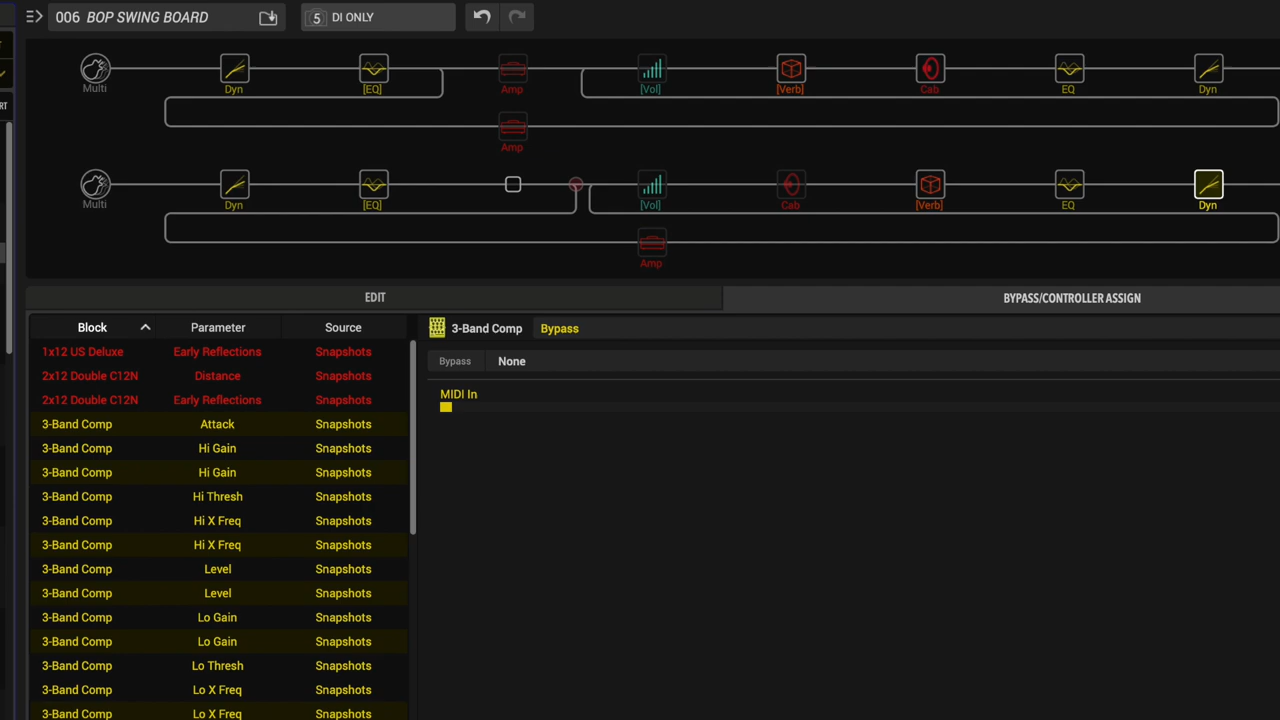 006 BOP SWING BOARD
5 DI ONLY
Multi Dyn [EQ] Amp [Vol] [Verb] Cab EQ Dyn
Amp
Multi Dyn [EQ] [Vol] Cab [Verb] EQ Dyn
Amp
EDIT
BYPASS/CONTROLLER ASSIGN
Block Parameter Source
1x12 US Deluxe Early Reflections Snapshots
2x12 Double C12N Distance Snapshots
2x12 Double C12N Early Reflections Snapshots
3-Band Comp Attack Snapshots
3-Band Comp Hi Gain Snapshots
3-Band Comp Hi Gain Snapshots
3-Band Comp Hi Thresh Snapshots
3-Band Comp Hi X Freq Snapshots
3-Band Comp Hi X Freq Snapshots
3-Band Comp Level Snapshots
3-Band Comp Level Snapshots
3-Band Comp Lo Gain Snapshots
3-Band Comp Lo Gain Snapshots
3-Band Comp Lo Thresh Snapshots
3-Band Comp Lo X Freq Snapshots
3-Band Comp Lo X Freq Snapshots
3-Band Comp Bypass
Bypass None
MIDI In